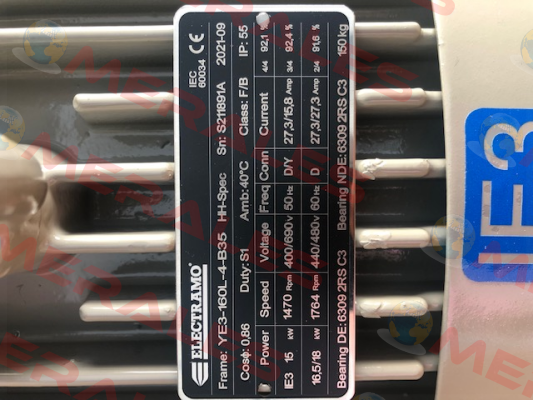 ELECTRAMO
IEC 60034 CE
Frame: YE3-160L-4-B35 HH-Spec Sn: S211891A 2021-09
Cosφ: 0,86 Duty: S1 Amb: 40°C Class: F/B IP: 55
Power Speed Voltage Freq Conn Current 4/4 92,1 %
IE3 15 kW 1470 Rpm 400/690V 50 Hz D/Y 27,3/15,8 Amp 3/4 92,4 %
16,5/18 kW 1764 Rpm 440/480V 60 Hz D 27,3/27,3 Amp 2/4 91,6 %
Bearing DE: 6309 2RS C3 Bearing NDE: 6309 2RS C3 150 kg
IE3